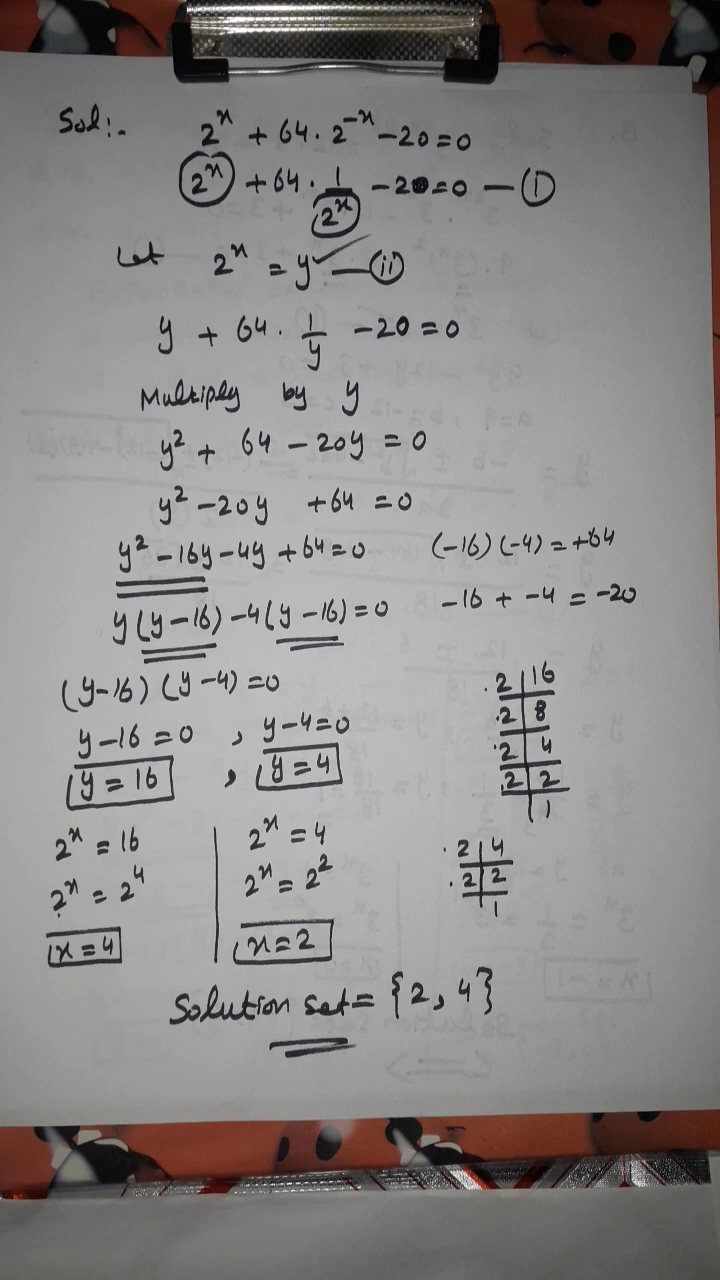 Sol:-
2^x + 64. 2^-x - 20 = 0
2^x + 64. 1/2^x - 20 = 0 — (i)
Let 2^x = y ✓ — (ii)
y + 64. 1/y - 20 = 0
Multiply by y
y² + 64 - 20y = 0
y² - 20y + 64 = 0
y² - 16y - 4y + 64 = 0 (-16) (-4) = +64
y(y-16) - 4(y-16) = 0 -16 + -4 = -20
(y-16) (y-4) = 0
y-16 = 0 , y-4 = 0
y = 16 , y = 4
2 | 16
2 | 8
2 | 4
2 | 2
1
2^x = 16 2^x = 4
2^x = 2^4 2^x = 2^2
x = 4 x = 2
2 | 4
2 | 2
1
Solution set = {2, 4}